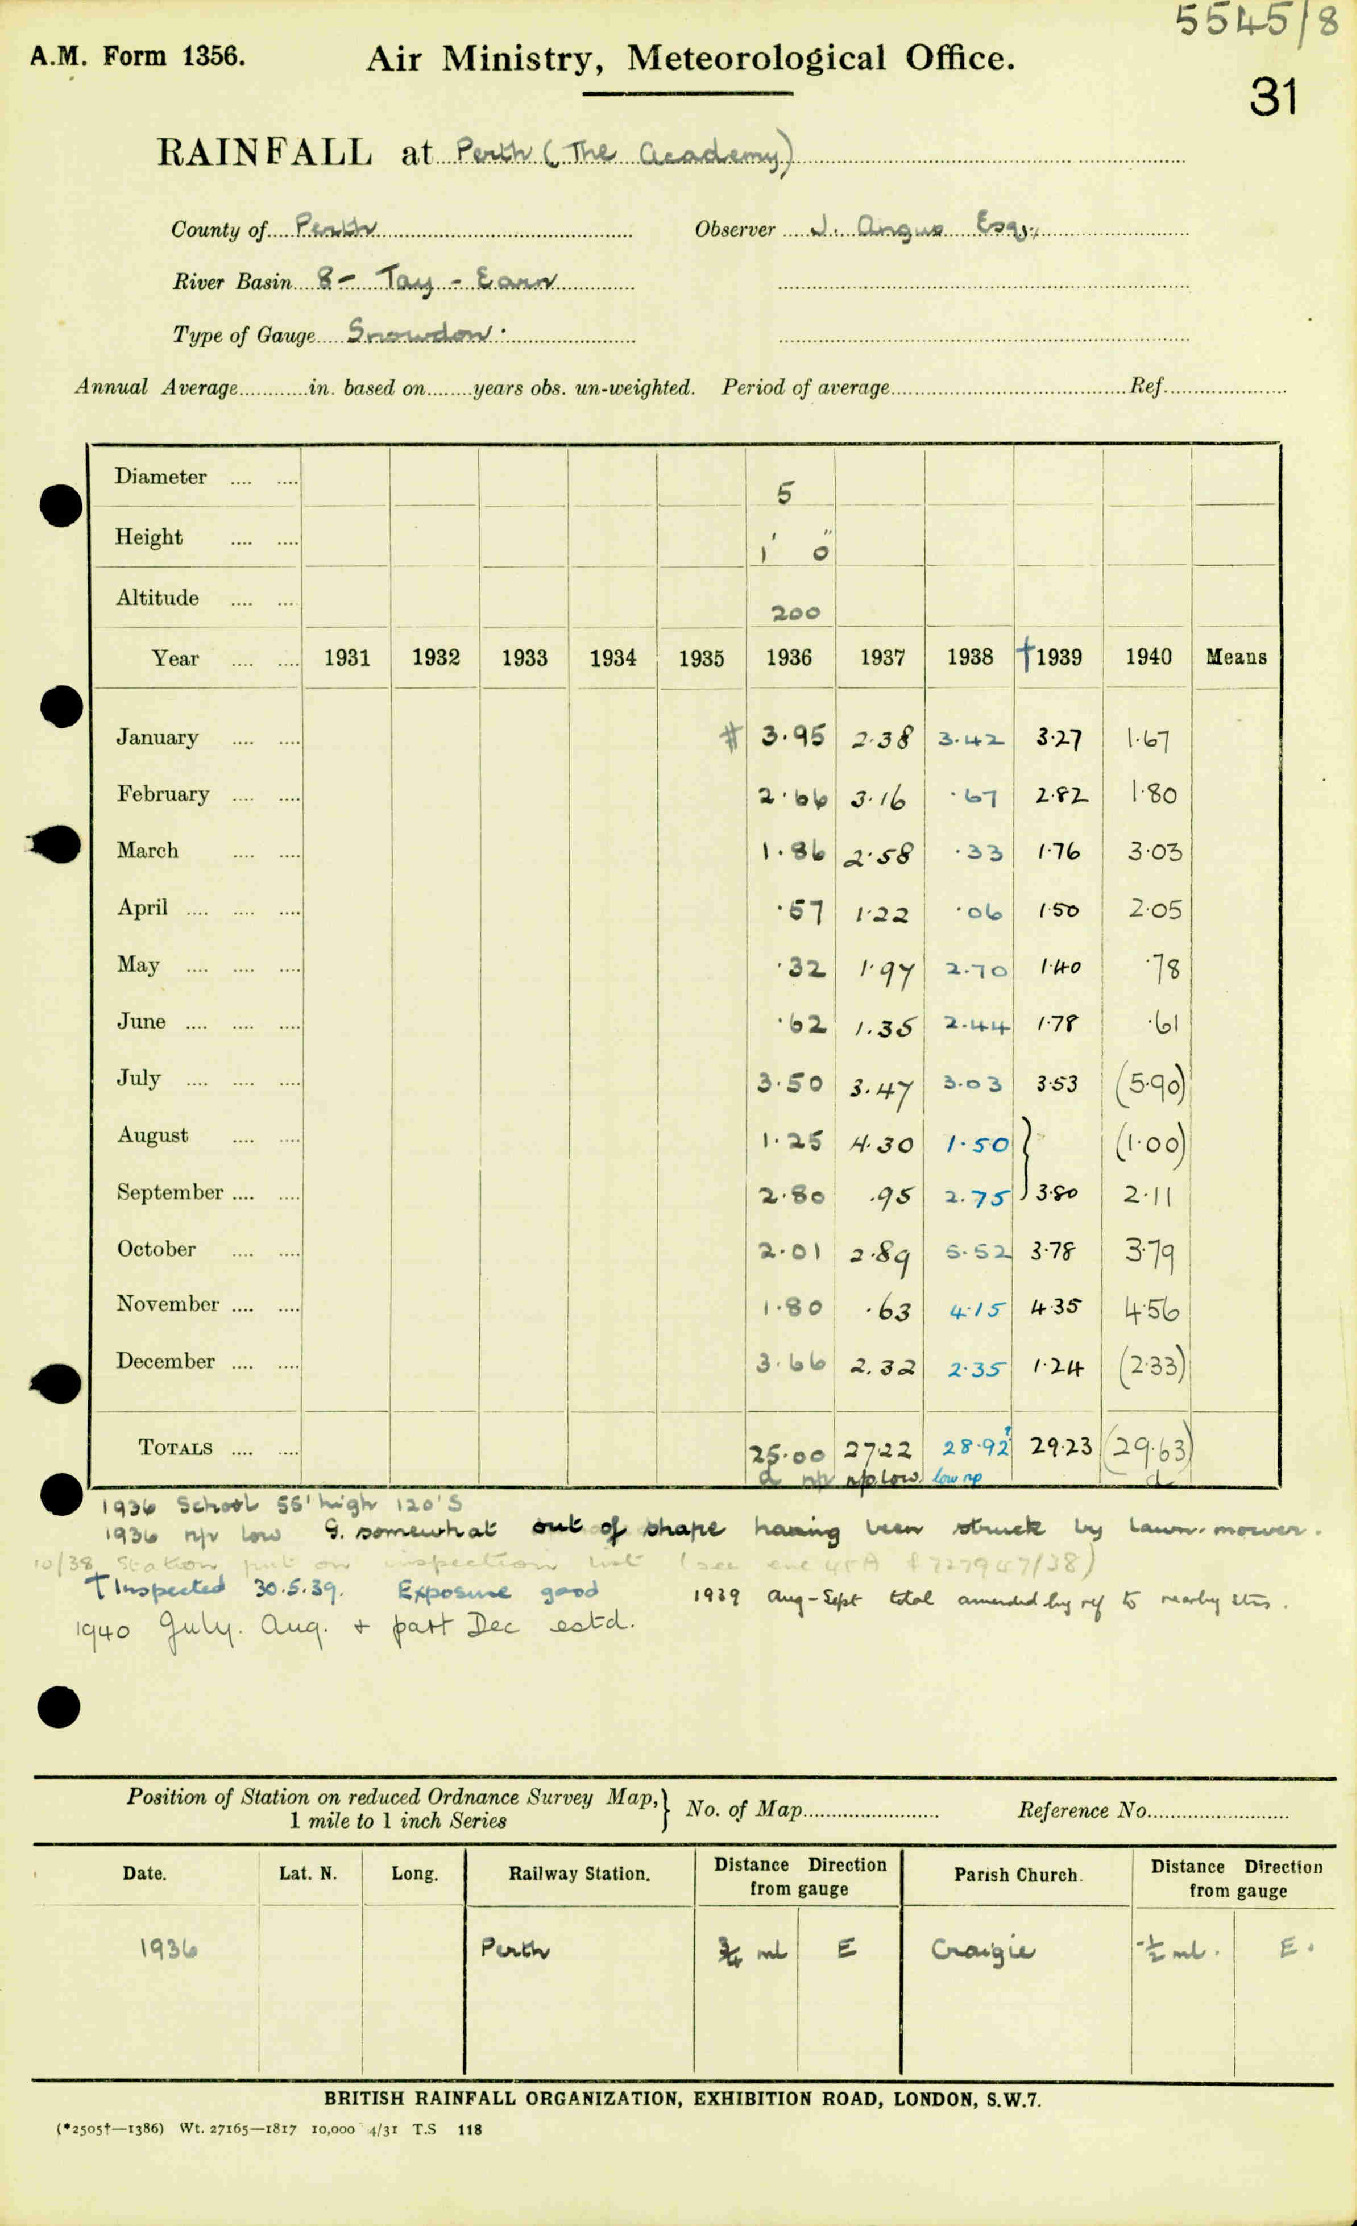 5545/8
A.M. Form 1356. Air Ministry, Meteorological Office.
31
RAINFALL at Perth (The Academy)
County of Perth Observer J. Angus Esq.,
River Basin 8 - Tay - Earn
Type of Gauge Snowdon.
Annual Average in. based on years obs. un-weighted. Period of average Ref.
Diameter 5
Height 1' 0"
Altitude 200
Year 1931 1932 1933 1934 1935 1936 1937 1938 †1939 1940 Means
January # 3.95 2.38 3.42 3.27 1.67
February 2.66 3.16 .67 2.82 1.80
March 1.86 2.58 .33 1.76 3.03
April .57 1.22 .06 1.50 2.05
May .32 1.97 2.70 1.40 .78
June .62 1.35 2.44 1.78 .61
July 3.50 3.47 3.03 3.53 (5.90)
August 1.25 4.30 1.50 } (1.00)
September 2.80 .95 2.75 3.80 2.11
October 2.01 2.89 5.52 3.78 3.79
November 1.80 .63 4.15 4.35 4.56
December 3.66 2.32 2.35 1.24 (2.33)
TOTALS 25.00 27.22 28.92 29.23 (29.63)
d np np low low np d
1936 School 55' high 120'S
1936 np low G. somewhat out of shape having been struck by lawn-mower.
10/38 Station put on inspection list (see enc 45A f 727947/38)
† Inspected 30.5.39. Exposure good 1939 Aug-Sept total amended by ref to nearby stns.
1940 July. Aug. + part Dec estd.
Position of Station on reduced Ordnance Survey Map, } No. of Map Reference No.
1 mile to 1 inch Series
Date. Lat. N. Long. Railway Station. Distance Direction from gauge Parish Church. Distance Direction from gauge
1936 Perth ¾ ml E Craigie ½ ml. E.
BRITISH RAINFALL ORGANIZATION, EXHIBITION ROAD, LONDON, S.W.7.
(*2505†—1386) Wt. 27165—1817 10,000 4/31 T.S 118